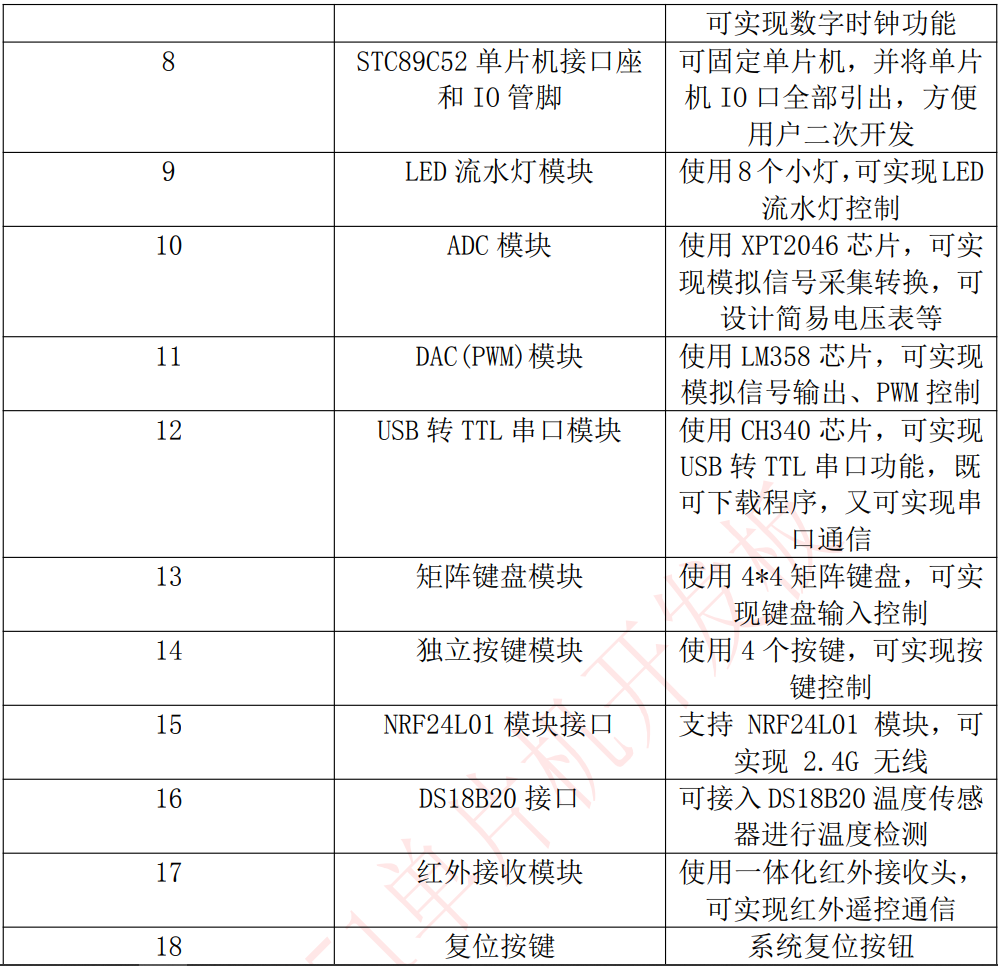 可实现数字时钟功能
8
STC89C52 单片机接口座
和 IO 管脚
可固定单片机，并将单片
机 IO 口全部引出，方便
用户二次开发
9
LED 流水灯模块
使用 8 个小灯，可实现 LED
流水灯控制
10
ADC 模块
使用 XPT2046 芯片，可实
现模拟信号采集转换，可
设计简易电压表等
11
DAC(PWM)模块
使用 LM358 芯片，可实现
模拟信号输出、PWM 控制
12
USB 转 TTL 串口模块
使用 CH340 芯片，可实现
USB 转 TTL 串口功能，既
可下载程序，又可实现串
口通信
13
矩阵键盘模块
使用 4*4 矩阵键盘，可实
现键盘输入控制
14
独立按键模块
使用 4 个按键，可实现按
键控制
15
NRF24L01 模块接口
支持 NRF24L01 模块，可
实现 2.4G 无线
16
DS18B20 接口
可接入 DS18B20 温度传感
器进行温度检测
17
红外接收模块
使用一体化红外接收头，
可实现红外遥控通信
18
复位按键
系统复位按钮
51单片机开发板